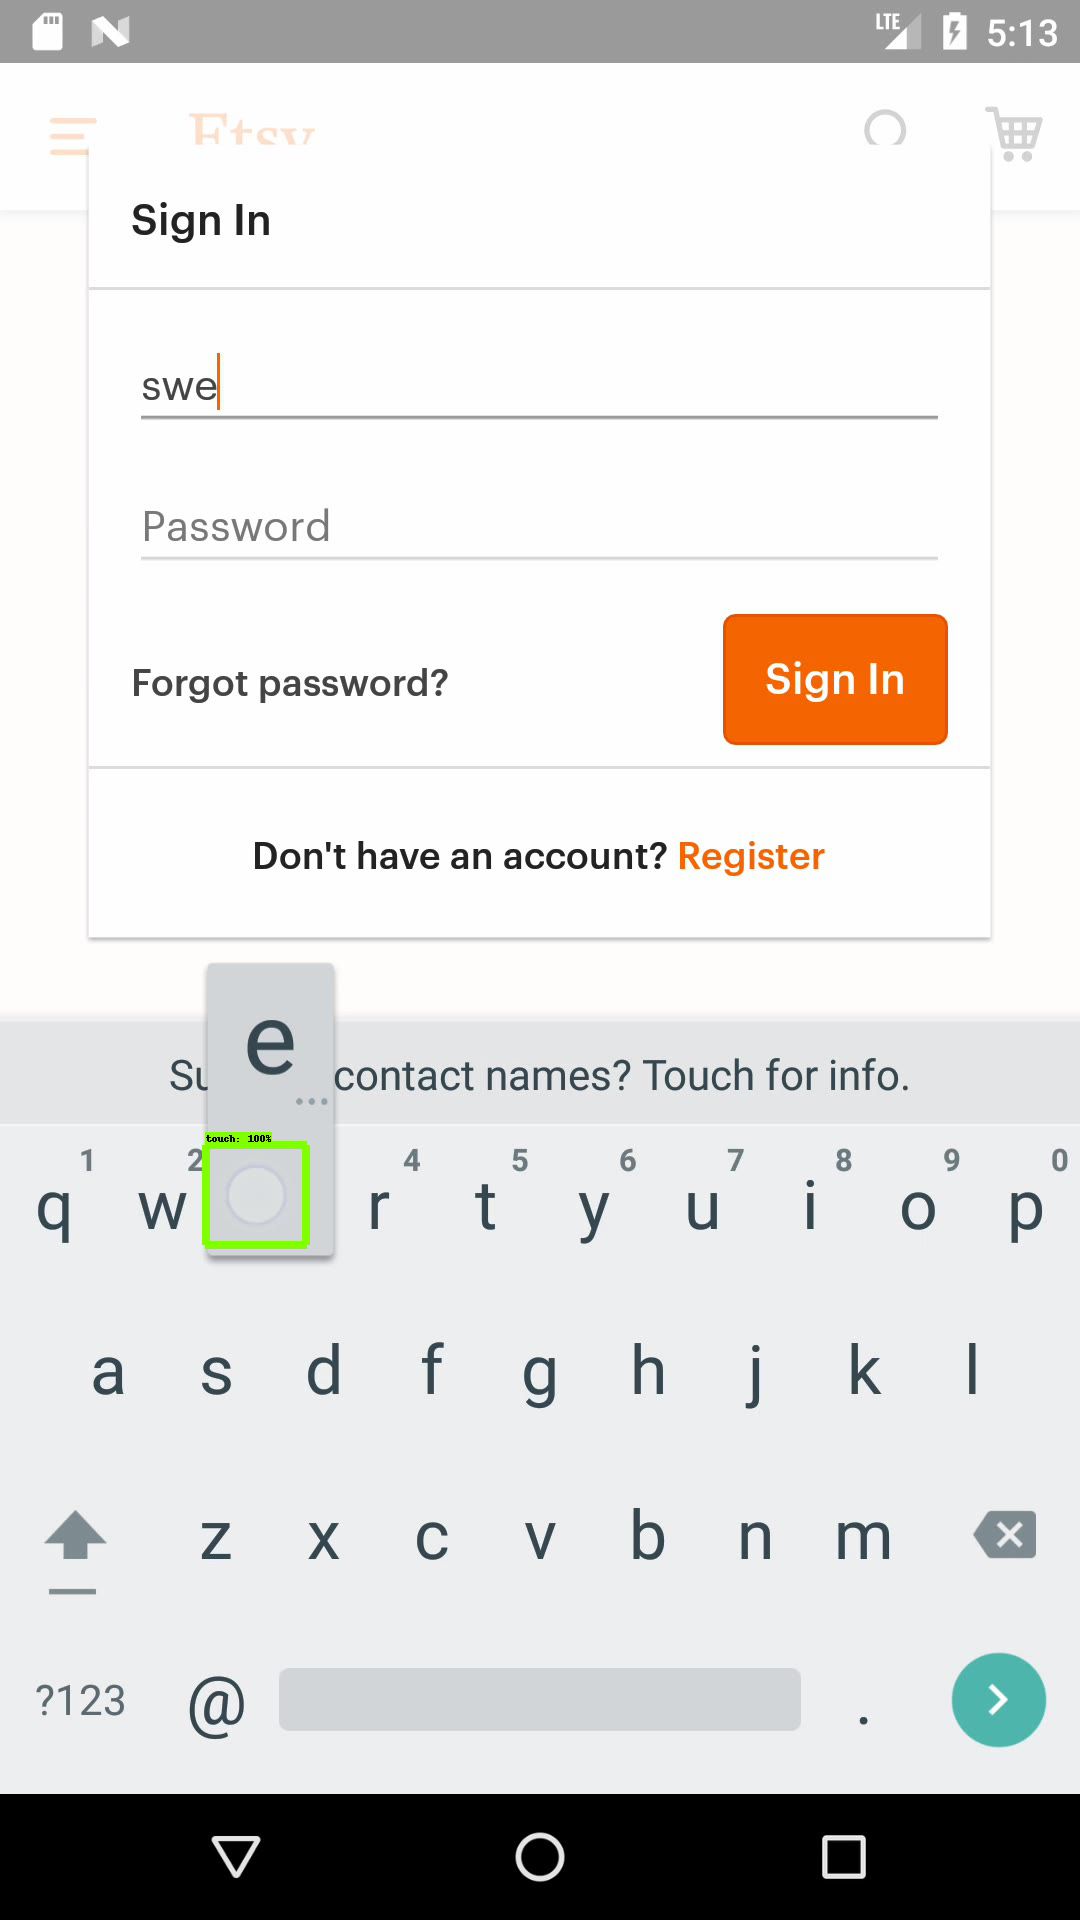 LTE 5:13
Etsy
Sign In
swe
Password
Forgot password? Sign In
Don't have an account? Register
e
Su contact names? Touch for info.
touch: 100%
1 2 4 5 6 7 8 9 0
q w r t y u i o p
a s d f g h j k l
z x c v b n m
?123 @ .